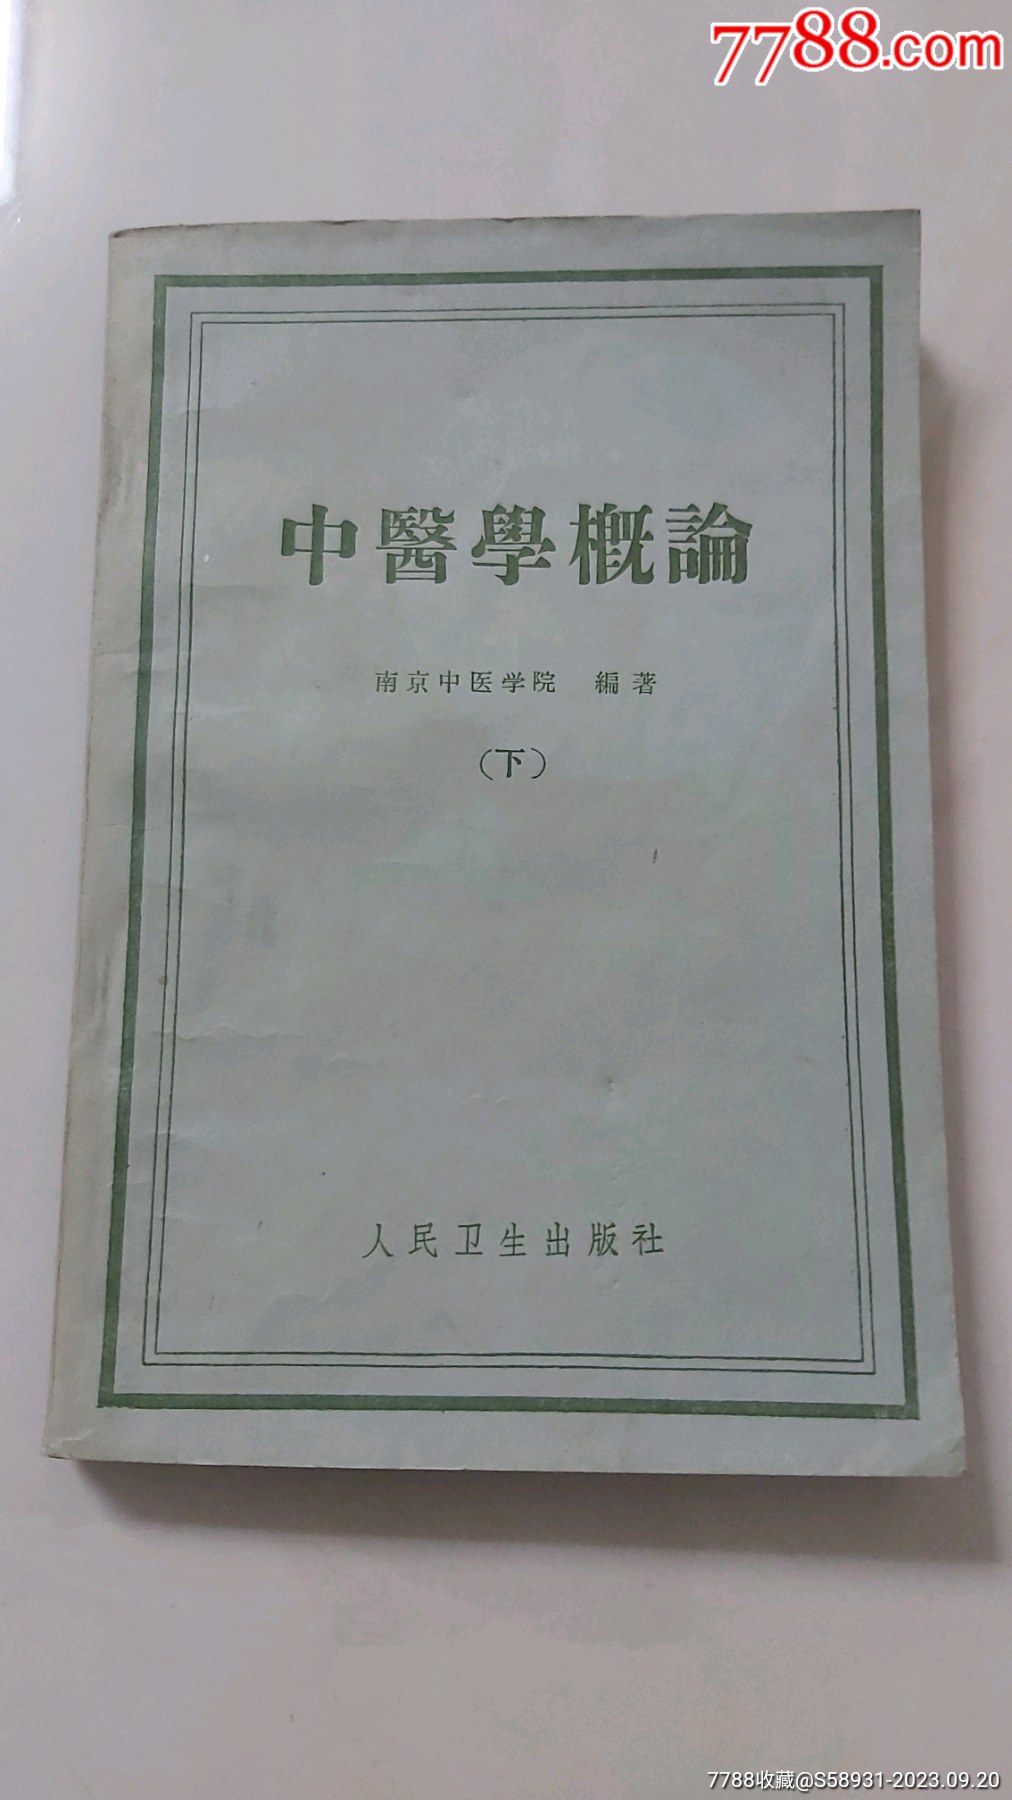 7788.com
中醫學概論
南京中医学院 編著
（下）
人民卫生出版社
7788收藏@S58931-2023.09.20